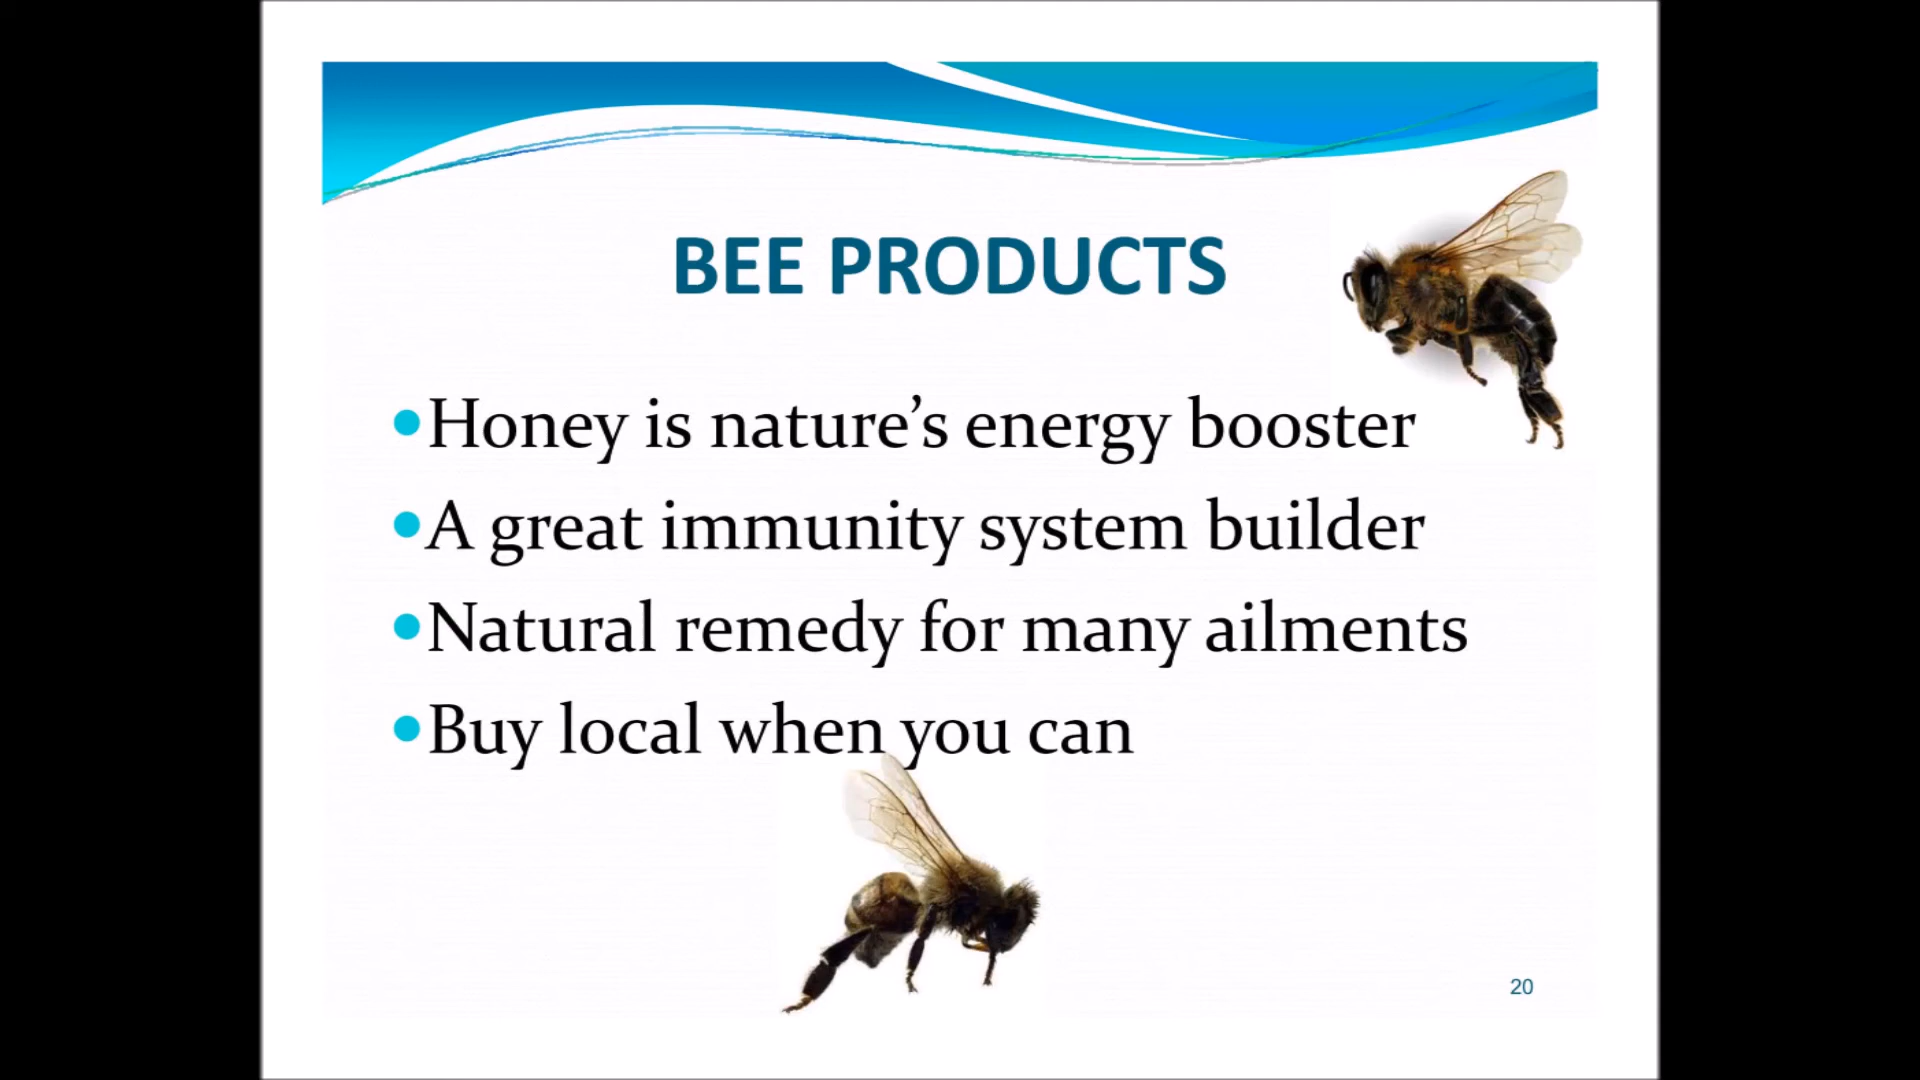 BEE PRODUCTS
•Honey is nature’s energy booster
•A great immunity system builder
•Natural remedy for many ailments
•Buy local when you can
20